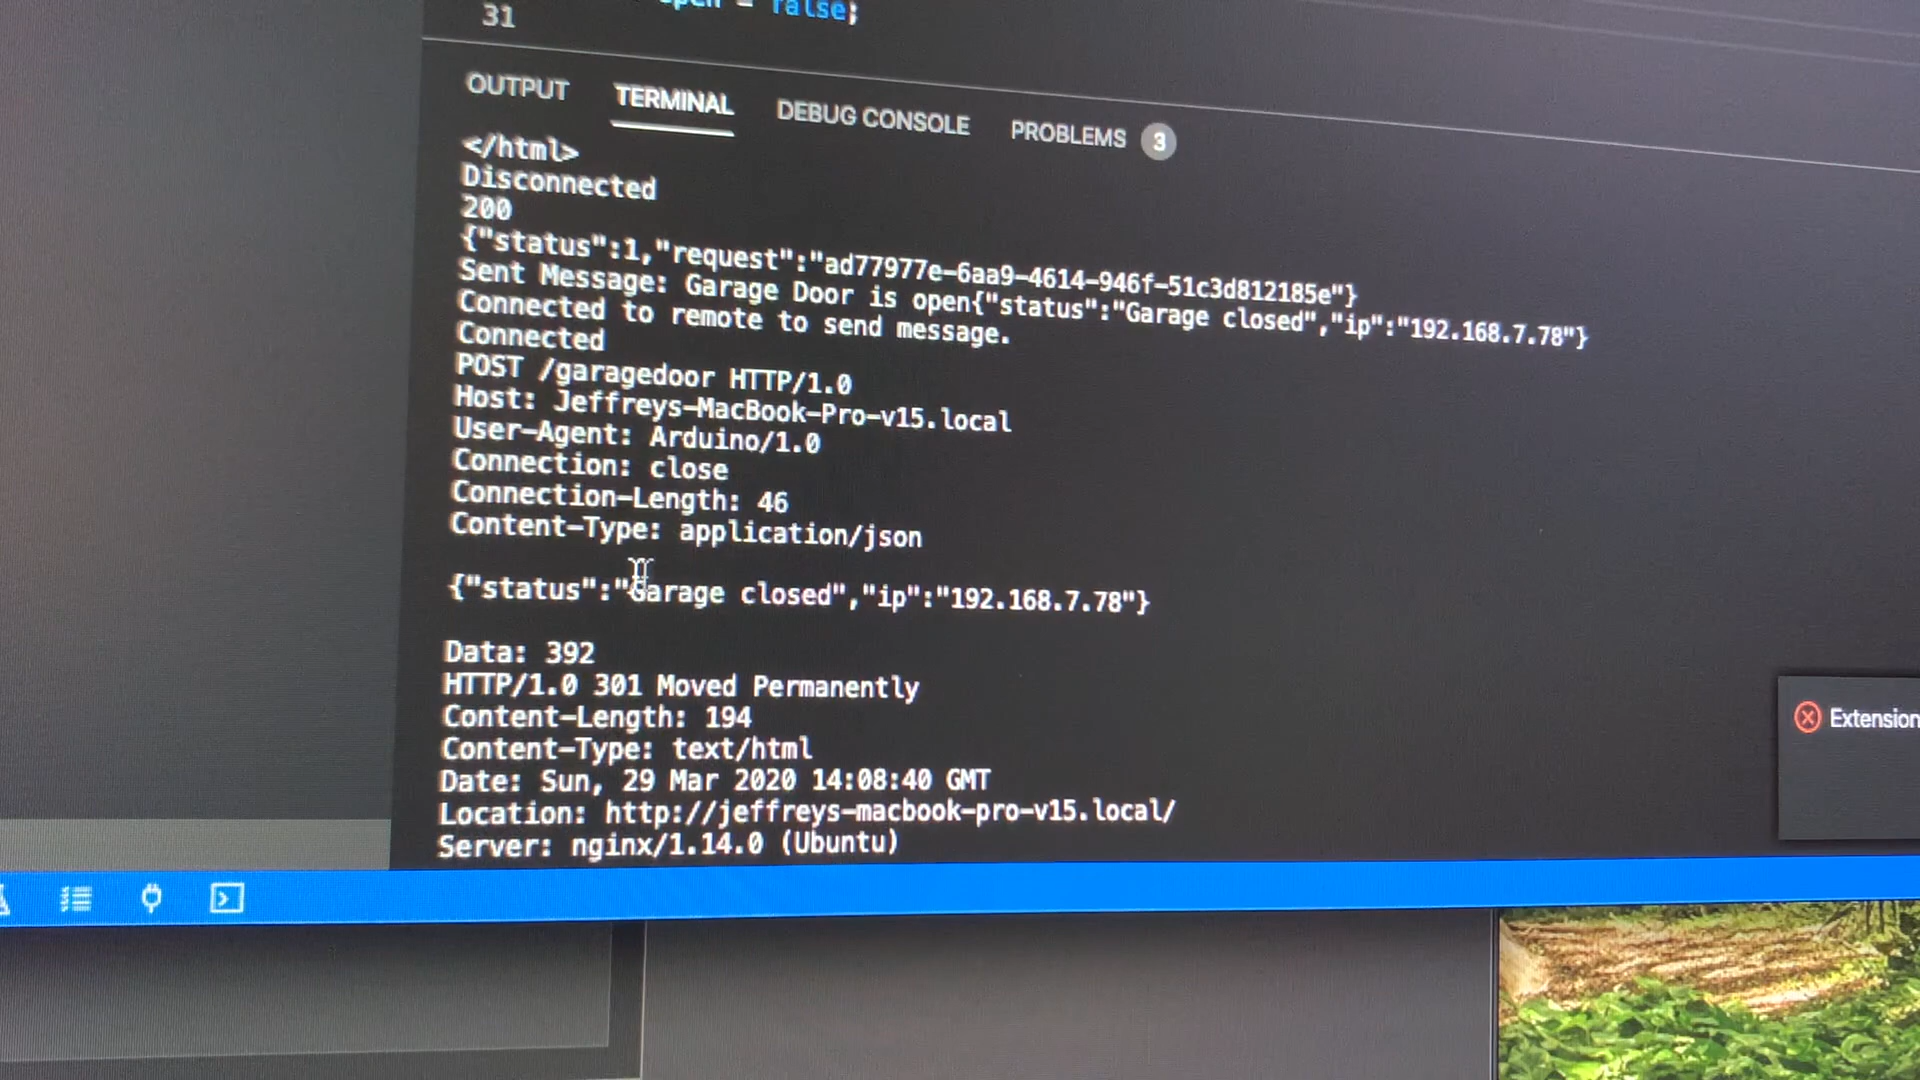 31
open = false;
OUTPUT TERMINAL DEBUG CONSOLE PROBLEMS 3
</html>
Disconnected
200
{"status":1,"request":"ad77977e-6aa9-4614-946f-51c3d812185e"}
Sent Message: Garage Door is open{"status":"Garage closed","ip":"192.168.7.78"}
Connected to remote to send message.
Connected
POST /garagedoor HTTP/1.0
Host: Jeffreys-MacBook-Pro-v15.local
User-Agent: Arduino/1.0
Connection: close
Connection-Length: 46
Content-Type: application/json
{"status":"Garage closed","ip":"192.168.7.78"}
Data: 392
HTTP/1.0 301 Moved Permanently
Content-Length: 194
Content-Type: text/html
Date: Sun, 29 Mar 2020 14:08:40 GMT
Location: http://jeffreys-macbook-pro-v15.local/
Server: nginx/1.14.0 (Ubuntu)
Extension